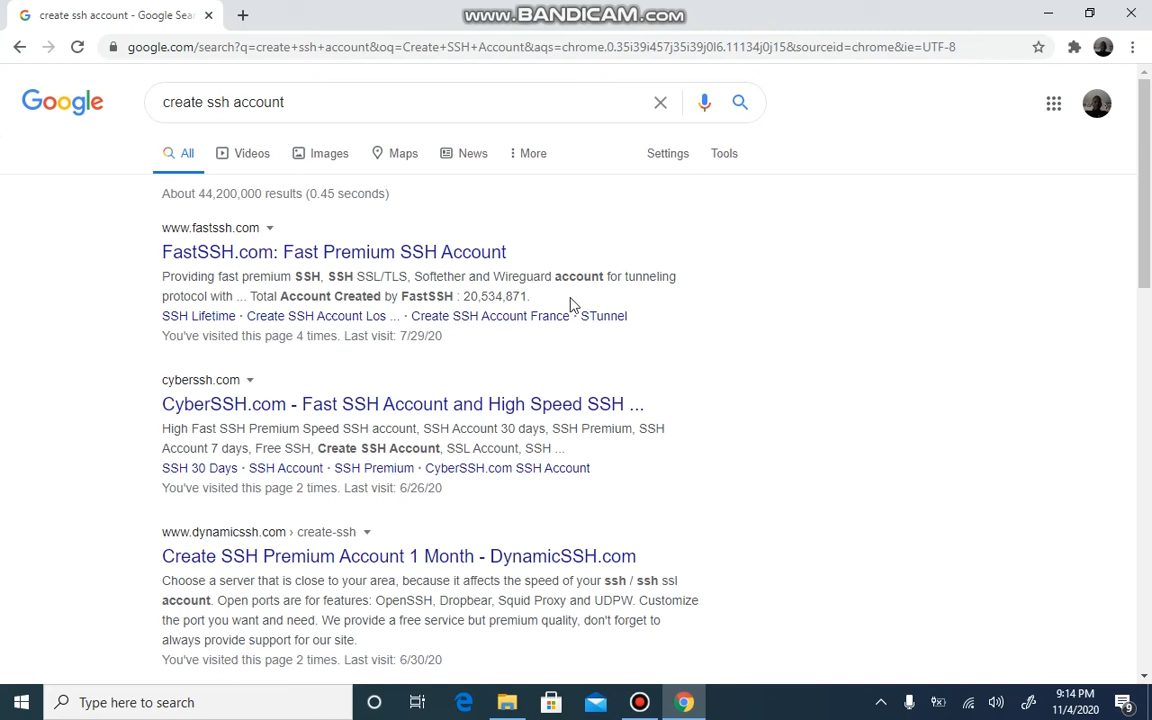 create ssh account - Google Sear
www.BANDICAM.com
google.com/search?q=create+ssh+account&oq=Create+SSH+Account&aqs=chrome.0.35i39i457j35i39j0l6.11134j0j15&sourceid=chrome&ie=UTF-8
Google
create ssh account
All Videos Images Maps News More Settings Tools
About 44,200,000 results (0.45 seconds)
www.fastssh.com
FastSSH.com: Fast Premium SSH Account
Providing fast premium SSH, SSH SSL/TLS, Softether and Wireguard account for tunneling
protocol with ... Total Account Created by FastSSH : 20,534,871.
SSH Lifetime · Create SSH Account Los ... · Create SSH Account France · STunnel
You've visited this page 4 times. Last visit: 7/29/20
cyberssh.com
CyberSSH.com - Fast SSH Account and High Speed SSH ...
High Fast SSH Premium Speed SSH account, SSH Account 30 days, SSH Premium, SSH
Account 7 days, Free SSH, Create SSH Account, SSL Account, SSH ...
SSH 30 Days · SSH Account · SSH Premium · CyberSSH.com SSH Account
You've visited this page 2 times. Last visit: 6/26/20
www.dynamicssh.com › create-ssh
Create SSH Premium Account 1 Month - DynamicSSH.com
Choose a server that is close to your area, because it affects the speed of your ssh / ssh ssl
account. Open ports are for features: OpenSSH, Dropbear, Squid Proxy and UDPW. Customize
the port you want and need. We provide a free service but premium quality, don't forget to
always provide support for our site.
You've visited this page 2 times. Last visit: 6/30/20
Type here to search
9:14 PM
11/4/2020
9